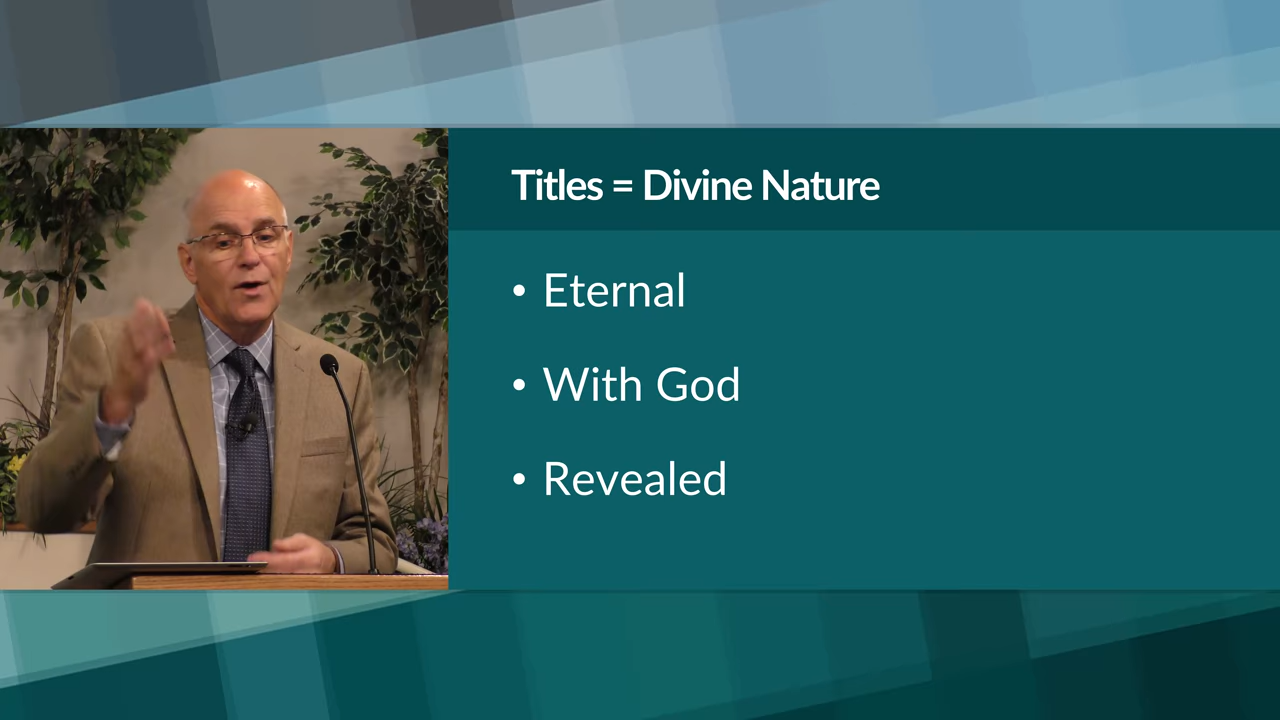 Titles = Divine Nature
• Eternal
• With God
• Revealed